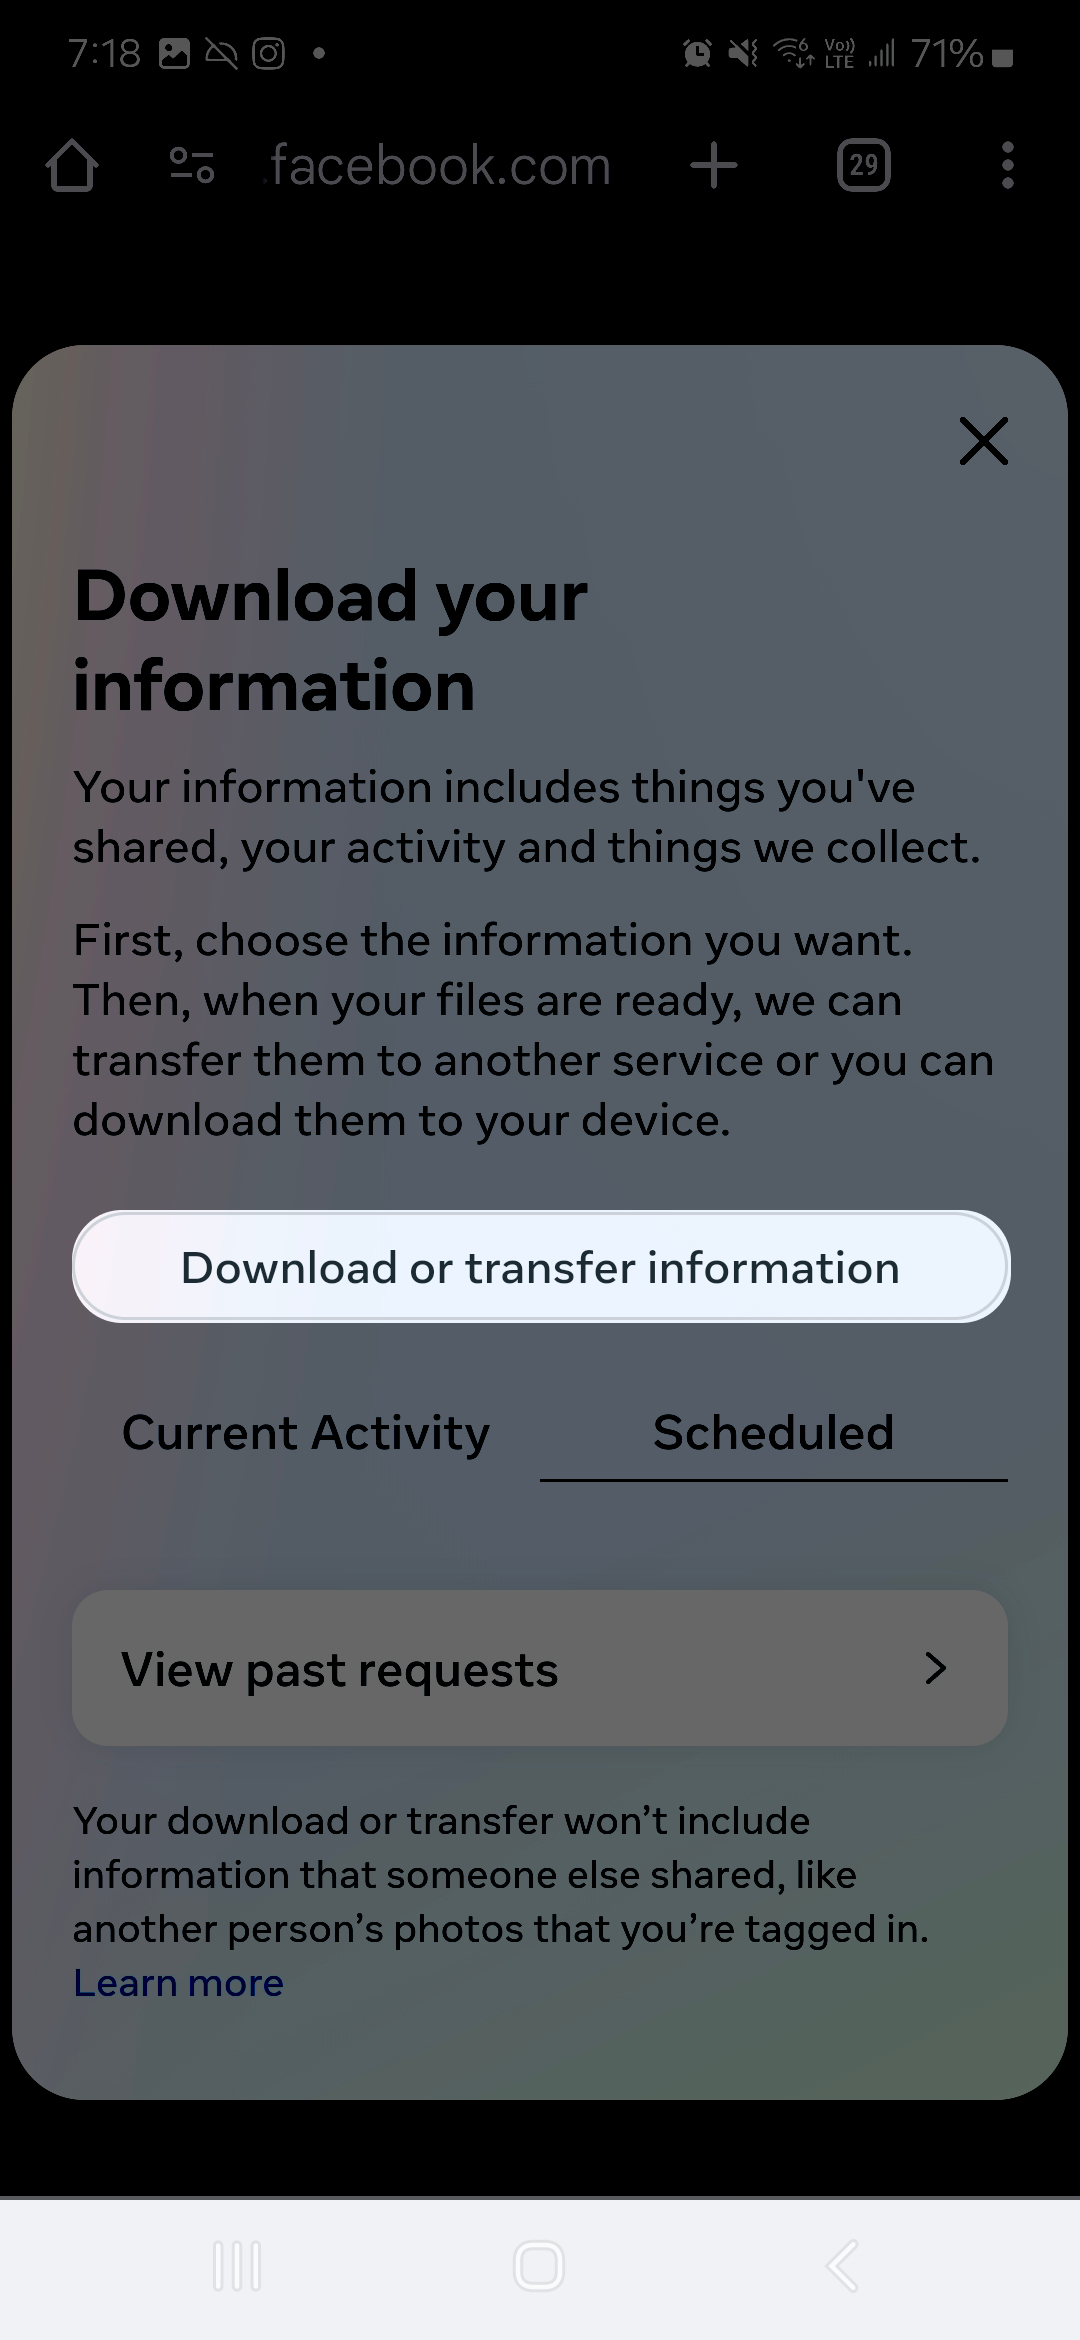 7:18
Vo))
LTE
6
71%
.facebook.com
29
Download your
information
Your information includes things you've
shared, your activity and things we collect.
First, choose the information you want.
Then, when your files are ready, we can
transfer them to another service or you can
download them to your device.
Download or transfer information
Current Activity
Scheduled
View past requests
Your download or transfer won’t include
information that someone else shared, like
another person’s photos that you’re tagged in.
Learn more